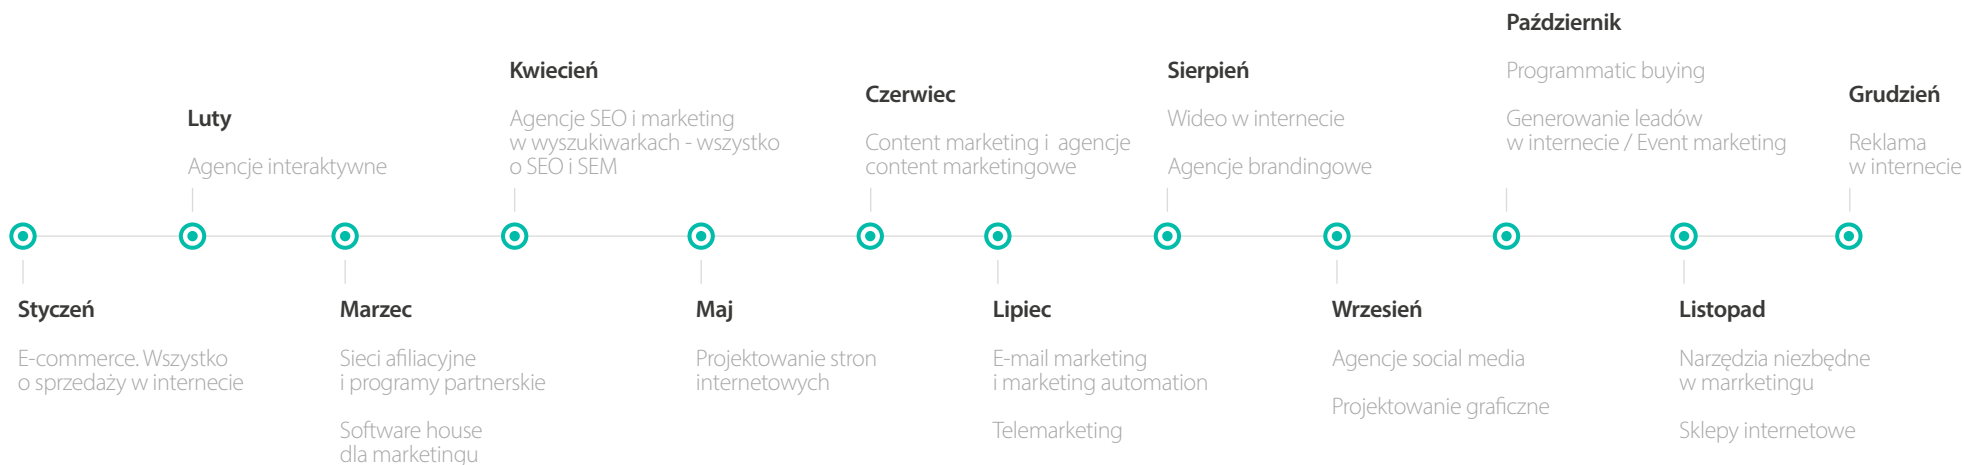 Styczeń
E-commerce. Wszystko
o sprzedaży w internecie
Luty
Agencje interaktywne
Marzec
Sieci afiliacyjne
i programy partnerskie
Software house
dla marketingu
Kwiecień
Agencje SEO i marketing
w wyszukiwarkach - wszystko
o SEO i SEM
Maj
Projektowanie stron
internetowych
Czerwiec
Content marketing i agencje
content marketingowe
Lipiec
E-mail marketing
i marketing automation
Telemarketing
Sierpień
Wideo w internecie
Agencje brandingowe
Wrzesień
Agencje social media
Projektowanie graficzne
Październik
Programmatic buying
Generowanie leadów
w internecie / Event marketing
Listopad
Narzędzia niezbędne
w marrketingu
Sklepy internetowe
Grudzień
Reklama
w internecie